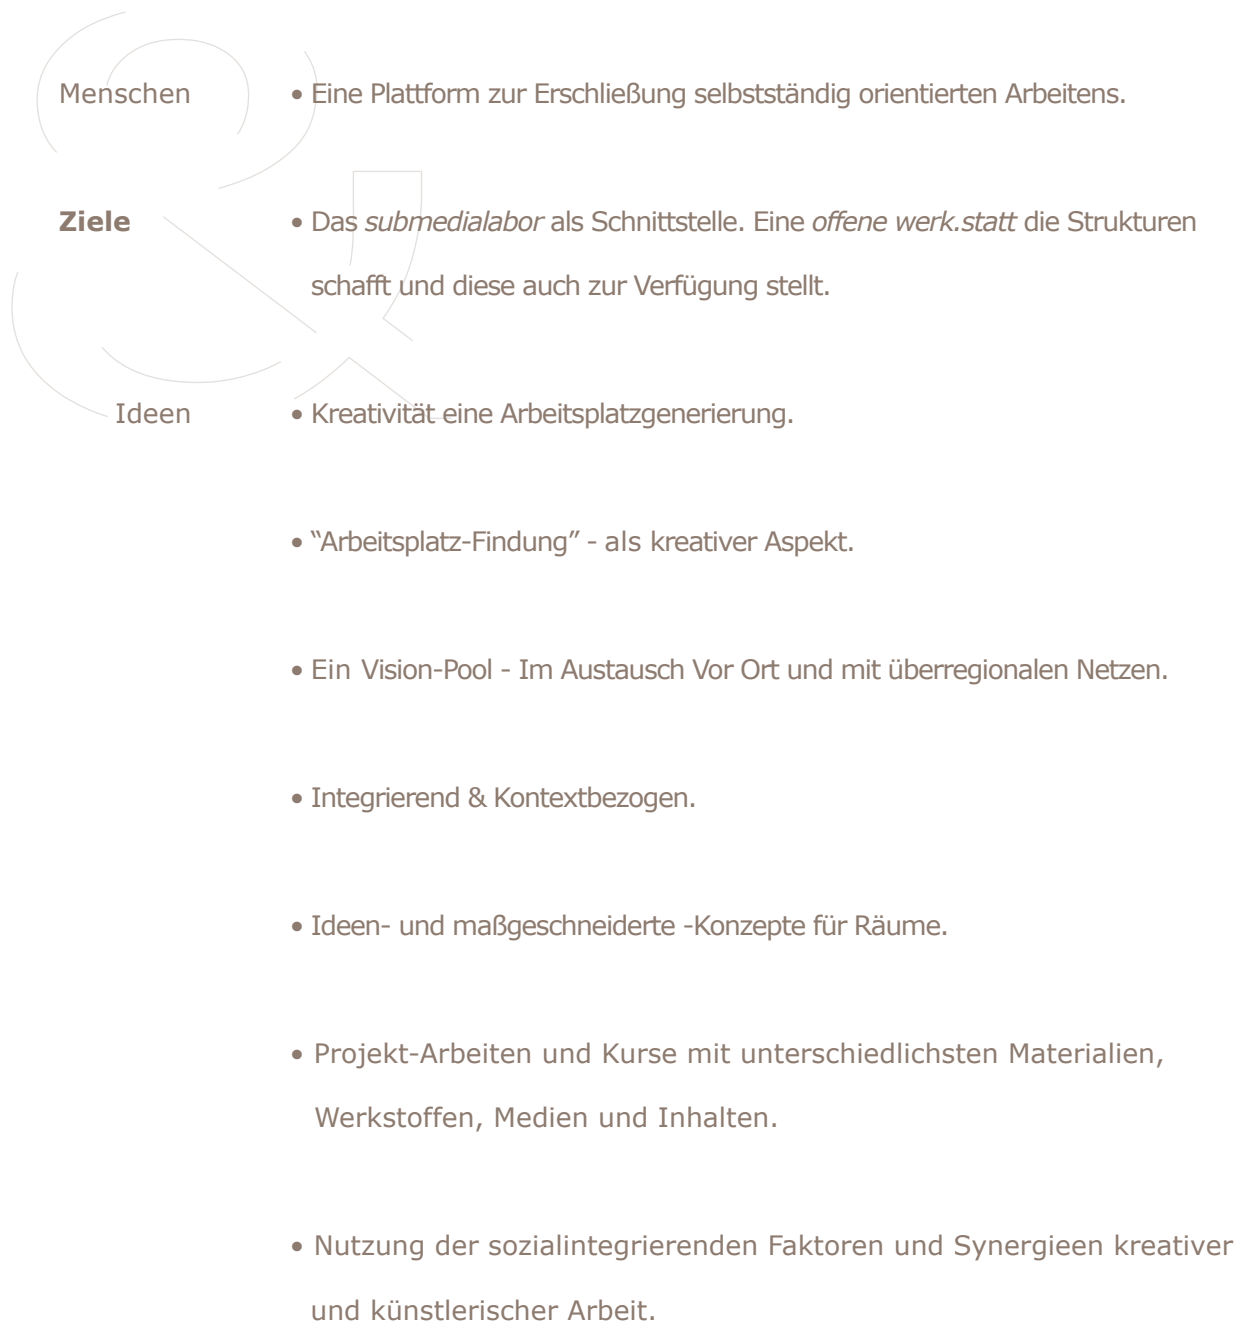 Menschen • Eine Plattform zur Erschließung selbstständig orientierten Arbeitens.
Ziele • Das submedialabor als Schnittstelle. Eine offene werk.statt die Strukturen
schafft und diese auch zur Verfügung stellt.
Ideen • Kreativität eine Arbeitsplatzgenerierung.
• “Arbeitsplatz-Findung” - als kreativer Aspekt.
• Ein Vision-Pool - Im Austausch Vor Ort und mit überregionalen Netzen.
• Integrierend & Kontextbezogen.
• Ideen- und maßgeschneiderte -Konzepte für Räume.
• Projekt-Arbeiten und Kurse mit unterschiedlichsten Materialien,
Werkstoffen, Medien und Inhalten.
• Nutzung der sozialintegrierenden Faktoren und Synergieen kreativer
und künstlerischer Arbeit.